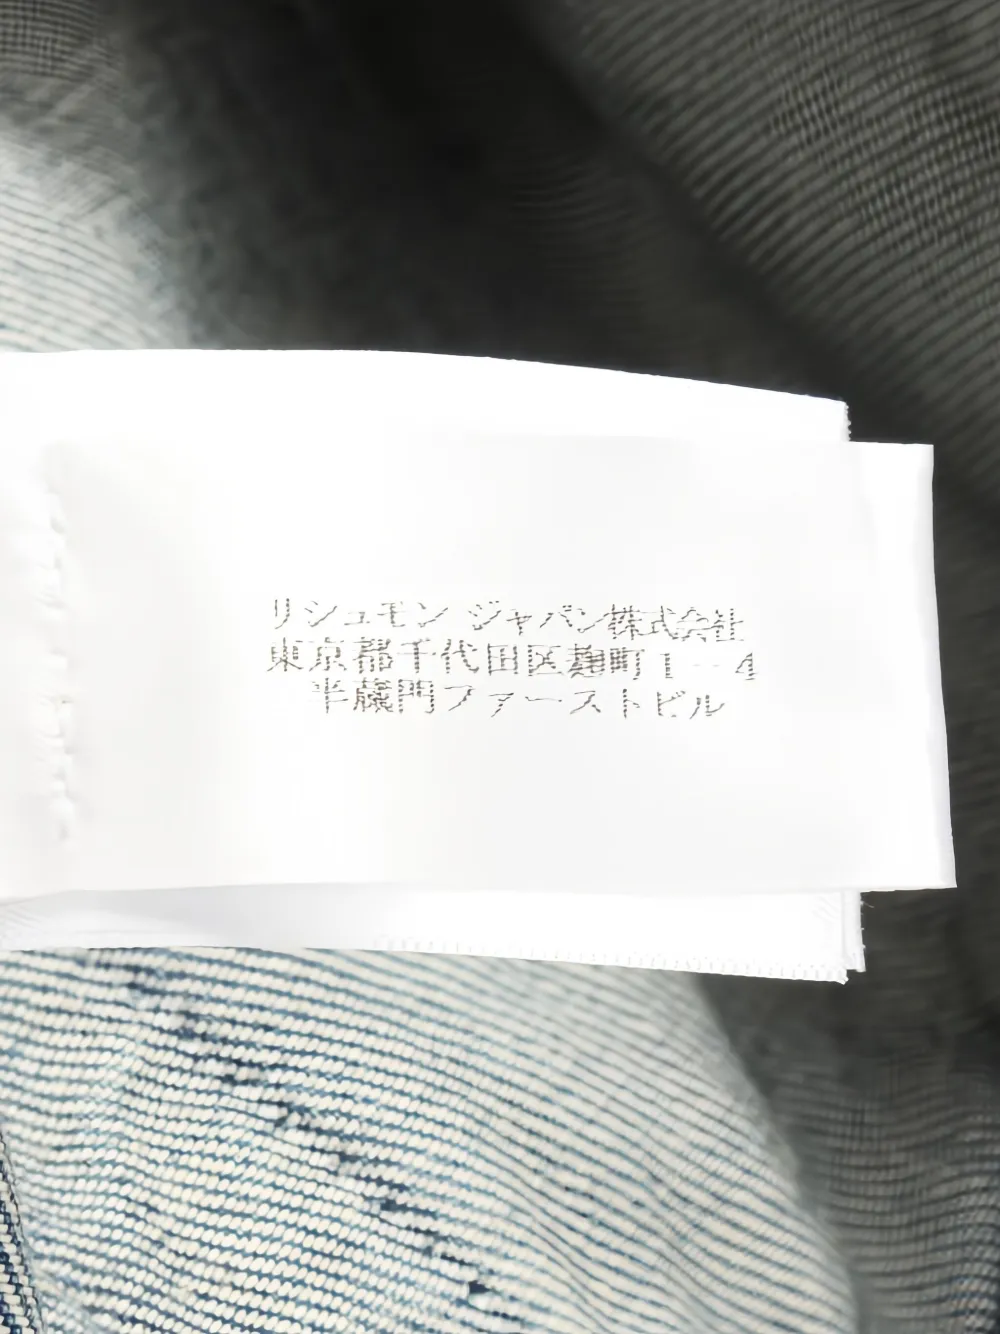 リシュモン ジャパン株式会社
東京都千代田区麹町1－4
半蔵門ファーストビル